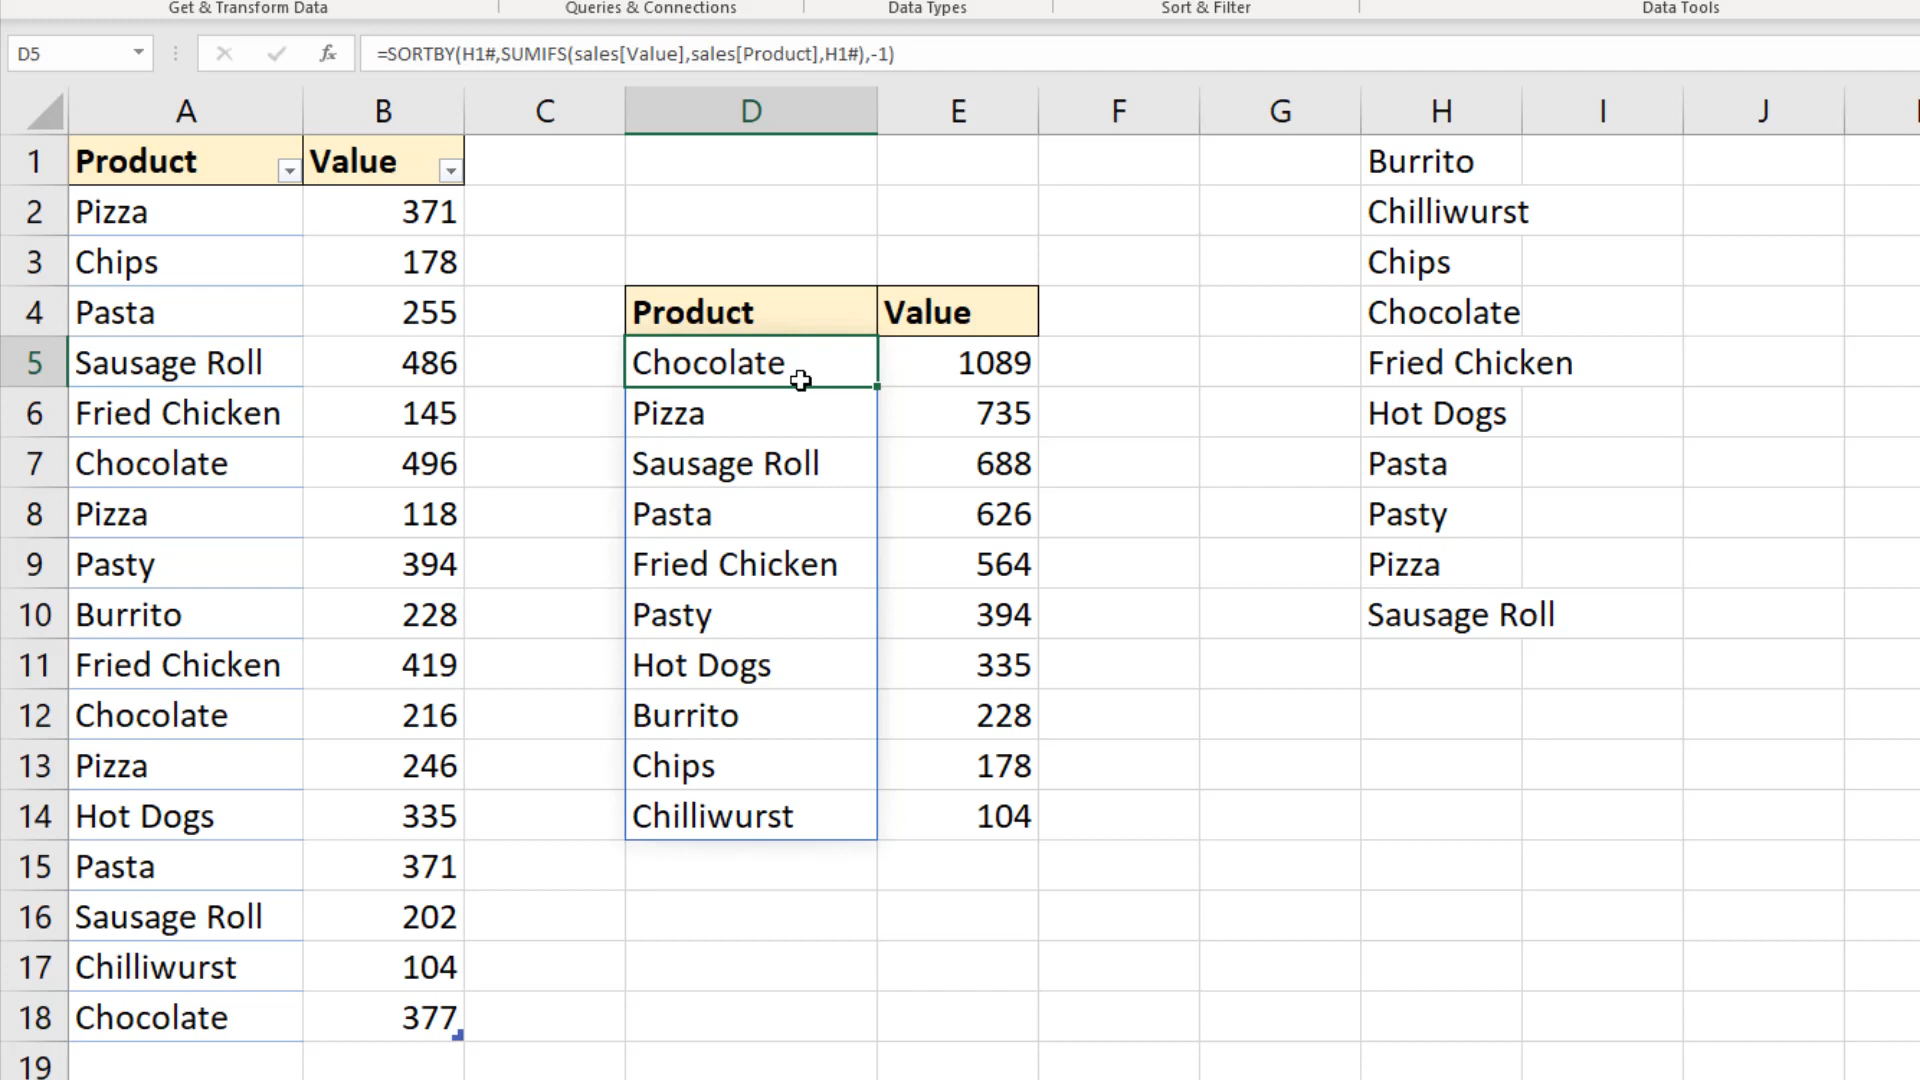 Get & Transform Data Queries & Connections Data Types Sort & Filter Data Tools
D5 fx =SORTBY(H1#,SUMIFS(sales[Value],sales[Product],H1#),-1)
A B C D E F G H I J
1 Product Value Burrito
2 Pizza 371 Chilliwurst
3 Chips 178 Chips
4 Pasta 255 Product Value Chocolate
5 Sausage Roll 486 Chocolate 1089 Fried Chicken
6 Fried Chicken 145 Pizza 735 Hot Dogs
7 Chocolate 496 Sausage Roll 688 Pasta
8 Pizza 118 Pasta 626 Pasty
9 Pasty 394 Fried Chicken 564 Pizza
10 Burrito 228 Pasty 394 Sausage Roll
11 Fried Chicken 419 Hot Dogs 335
12 Chocolate 216 Burrito 228
13 Pizza 246 Chips 178
14 Hot Dogs 335 Chilliwurst 104
15 Pasta 371
16 Sausage Roll 202
17 Chilliwurst 104
18 Chocolate 377
19